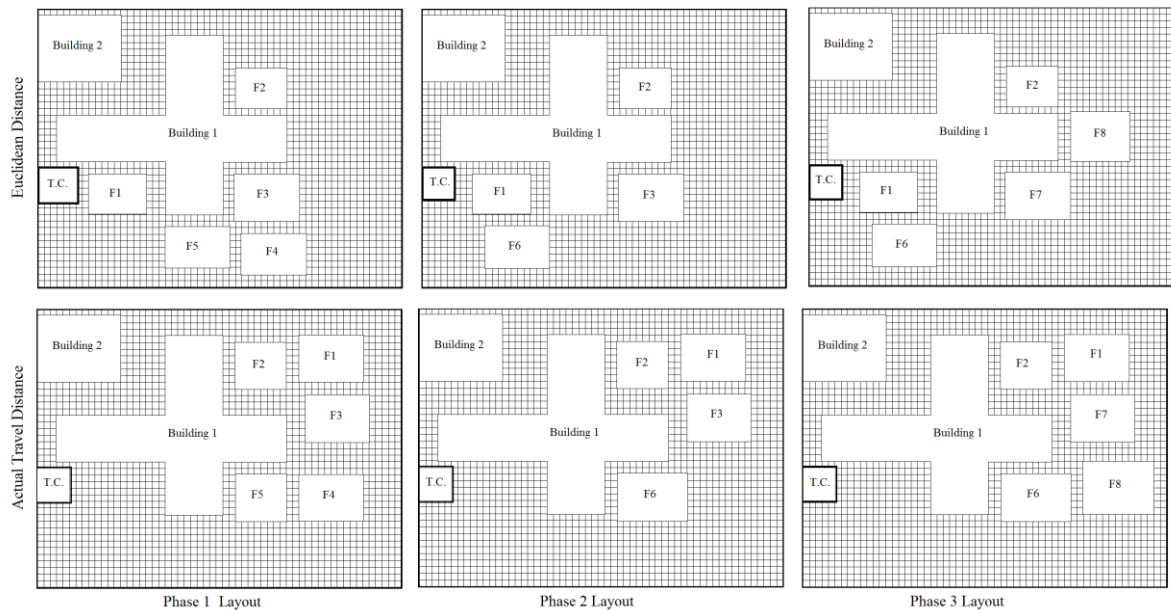 Euclidean Distance
Building 2
F2
Building 1
T.C.
F1
F3
F5
F4
Building 2
F2
Building 1
T.C.
F1
F3
F6
Building 2
F2
F8
Building 1
T.C.
F1
F7
F6
Actual Travel Distance
Building 2
F2
F1
F3
Building 1
T.C.
F5
F4
Building 2
F2
F1
F3
Building 1
T.C.
F6
Building 2
F2
F1
F7
Building 1
T.C.
F6
F8
Phase 1 Layout
Phase 2 Layout
Phase 3 Layout